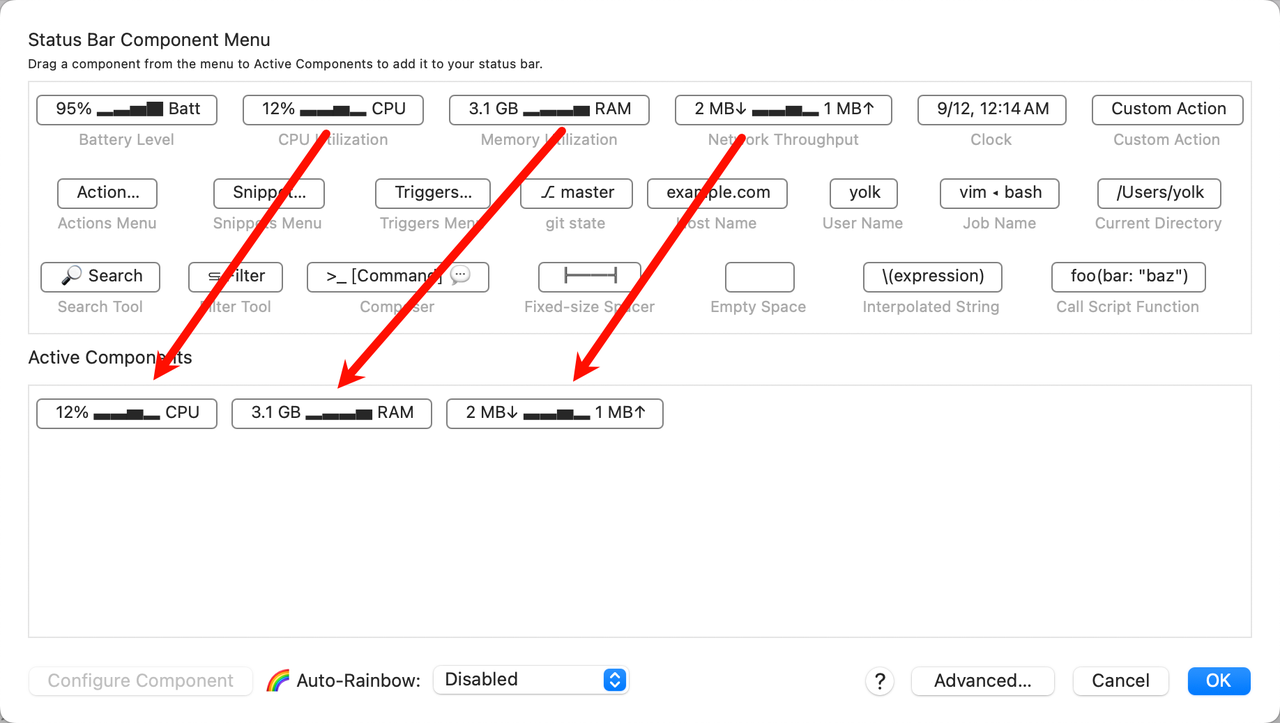 Status Bar Component Menu
Drag a component from the menu to Active Components to add it to your status bar.
95% Batt 12% CPU 3.1 GB RAM 2 MB↓ 1 MB↑ 9/12, 12:14 AM Custom Action
Battery Level CPU Utilization Memory Utilization Network Throughput Clock Custom Action
Action... Snippet... Triggers... master example.com yolk vim ◂ bash /Users/yolk
Actions Menu Snippets Menu Triggers Menu git state Host Name User Name Job Name Current Directory
Search Filter >_ [Command] \(expression) foo(bar: "baz")
Search Tool Filter Tool Composer Fixed-size Spacer Empty Space Interpolated String Call Script Function
Active Components
12% CPU 3.1 GB RAM 2 MB↓ 1 MB↑
Configure Component Auto-Rainbow: Disabled ? Advanced... Cancel OK